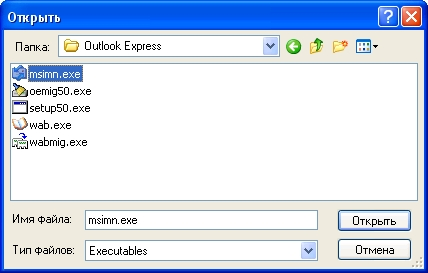 Открыть
Папка: Outlook Express
msimn.exe
oemig50.exe
setup50.exe
wab.exe
wabmig.exe
Имя файла: msimn.exe Открыть
Тип файлов: Executables Отмена